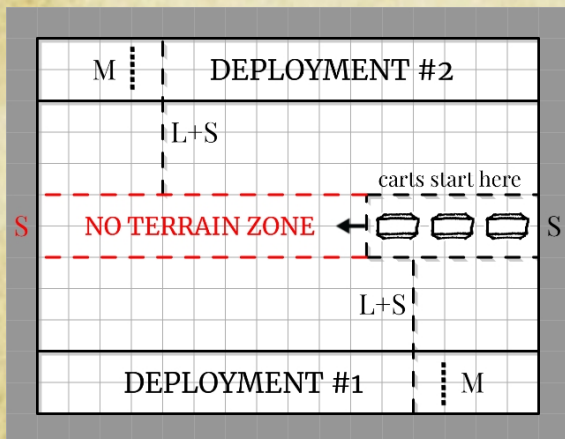 M DEPLOYMENT #2
L+S
carts start here
S NO TERRAIN ZONE S
L+S
DEPLOYMENT #1 M